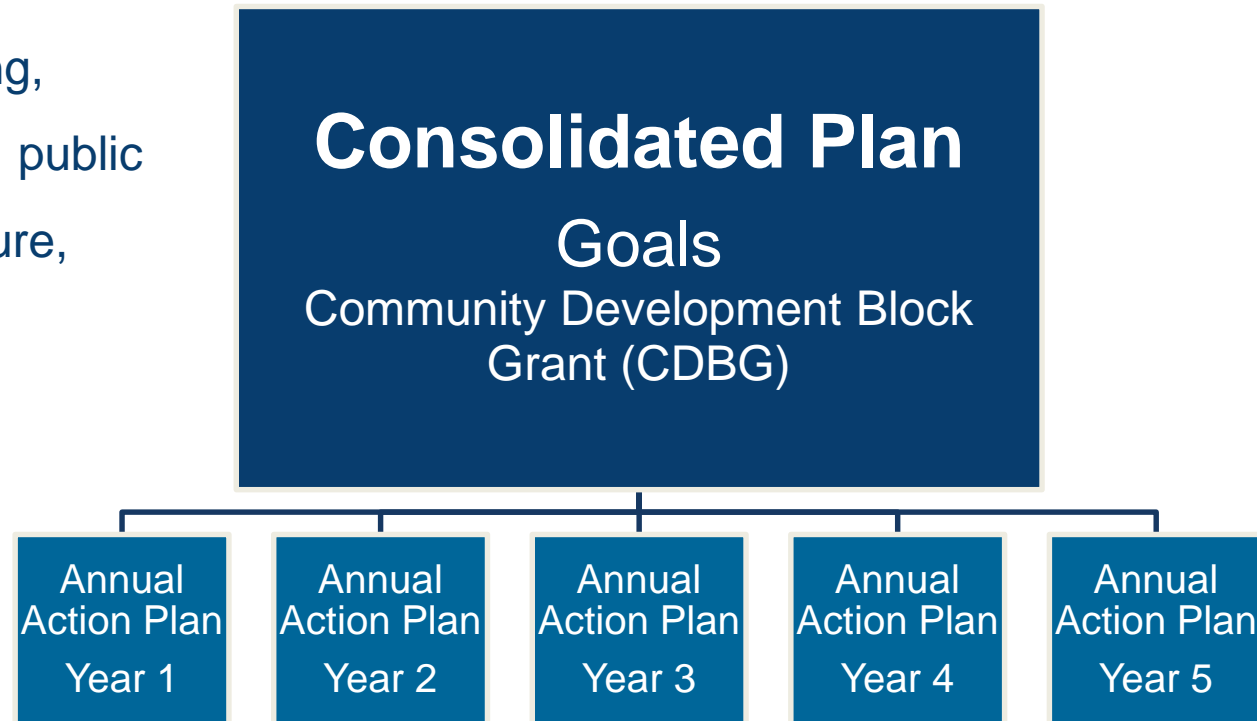 ng,
public
ure,
Consolidated Plan
Goals
Community Development Block
Grant (CDBG)
Annual
Action Plan
Year 1
Annual
Action Plan
Year 2
Annual
Action Plan
Year 3
Annual
Action Plan
Year 4
Annual
Action Plan
Year 5